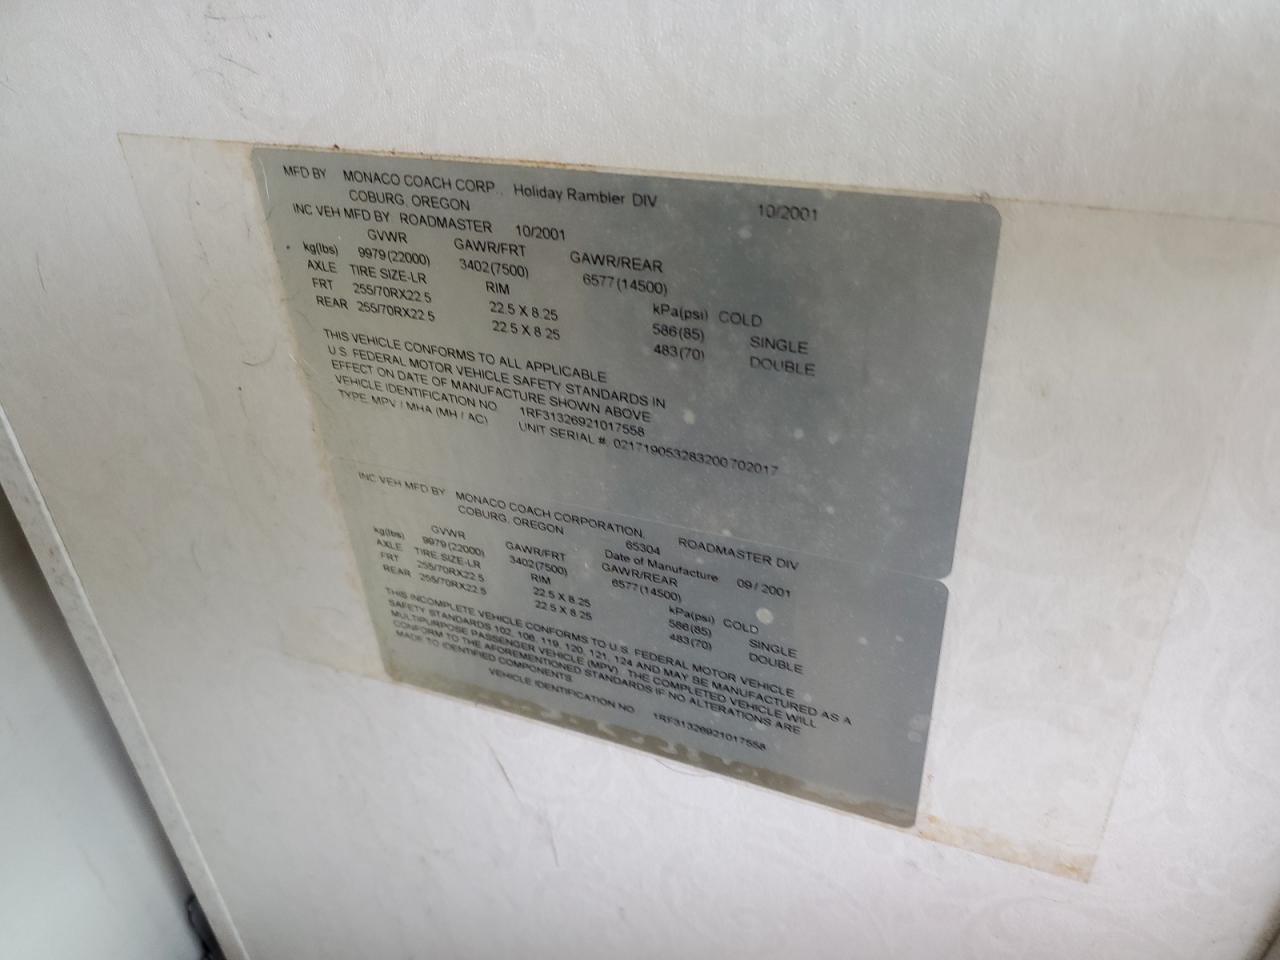 MFD BY MONACO COACH CORP., Holiday Rambler DIV 10/2001
COBURG, OREGON
INC VEH MFD BY ROADMASTER 10/2001
GVWR GAWR/FRT GAWR/REAR
kg(lbs) 9979(22000) 3402(7500) 6577(14500)
AXLE TIRE SIZE-LR RIM kPa(psi) COLD
FRT 255/70RX22.5 22.5 X 8.25 586(85) SINGLE
REAR 255/70RX22.5 22.5 X 8.25 483(70) DOUBLE
THIS VEHICLE CONFORMS TO ALL APPLICABLE
U.S. FEDERAL MOTOR VEHICLE SAFETY STANDARDS IN
EFFECT ON DATE OF MANUFACTURE SHOWN ABOVE
VEHICLE IDENTIFICATION NO. 1RF31326921017558
TYPE MPV / MHA (MH / AC) UNIT SERIAL #: 021719053283200702017
INC VEH MFD BY MONACO COACH CORPORATION, ROADMASTER DIV
COBURG, OREGON 65304 Date of Manufacture 09/2001
GVWR GAWR/FRT GAWR/REAR
kg(lbs) 9979(22000) 3402(7500) 6577(14500)
AXLE TIRE SIZE-LR RIM kPa(psi) COLD
FRT 255/70RX22.5 22.5 X 8.25 586(85) SINGLE
REAR 255/70RX22.5 22.5 X 8.25 483(70) DOUBLE
THIS INCOMPLETE VEHICLE CONFORMS TO U.S. FEDERAL MOTOR VEHICLE
SAFETY STANDARDS 102, 106, 119, 120, 121, 124 AND MAY BE MANUFACTURED AS A
MULTIPURPOSE PASSENGER VEHICLE (MPV). THE COMPLETED VEHICLE WILL
CONFORM TO THE AFOREMENTIONED STANDARDS IF NO ALTERATIONS ARE
MADE TO IDENTIFIED COMPONENTS
VEHICLE IDENTIFICATION NO. 1RF31326921017558